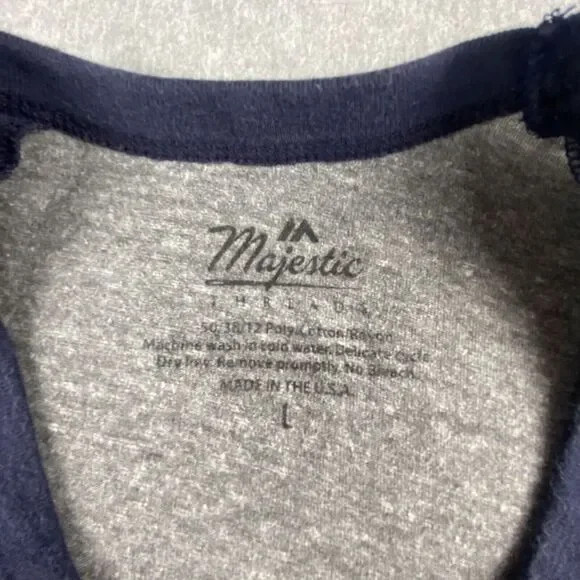 Majestic
THREADS
50/38/12 Poly/Cotton/Rayon
Machine wash in cold water. Delicate cycle.
Dry low. Remove promptly. No Bleach.
MADE IN THE U.S.A.
L